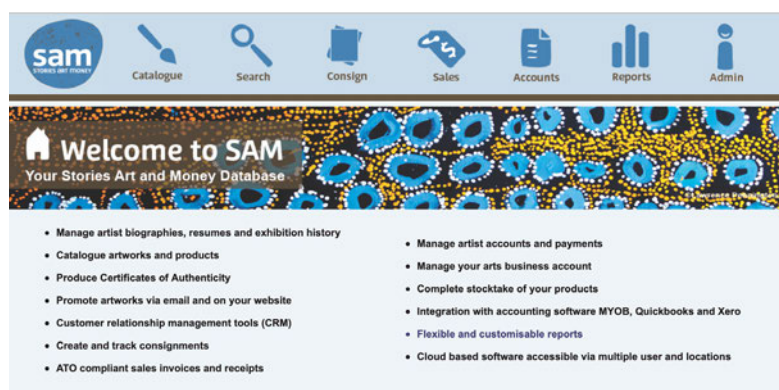 sam
STORIES ART MONEY
Catalogue
Search
Consign
Sales
Accounts
Reports
Admin
Welcome to SAM
Your Stories Art and Money Database
• Manage artist biographies, resumes and exhibition history
• Catalogue artworks and products
• Produce Certificates of Authenticity
• Promote artworks via email and on your website
• Customer relationship management tools (CRM)
• Create and track consignments
• ATO compliant sales invoices and receipts
• Manage artist accounts and payments
• Manage your arts business account
• Complete stocktake of your products
• Integration with accounting software MYOB, Quickbooks and Xero
• Flexible and customisable reports
• Cloud based software accessible via multiple user and locations